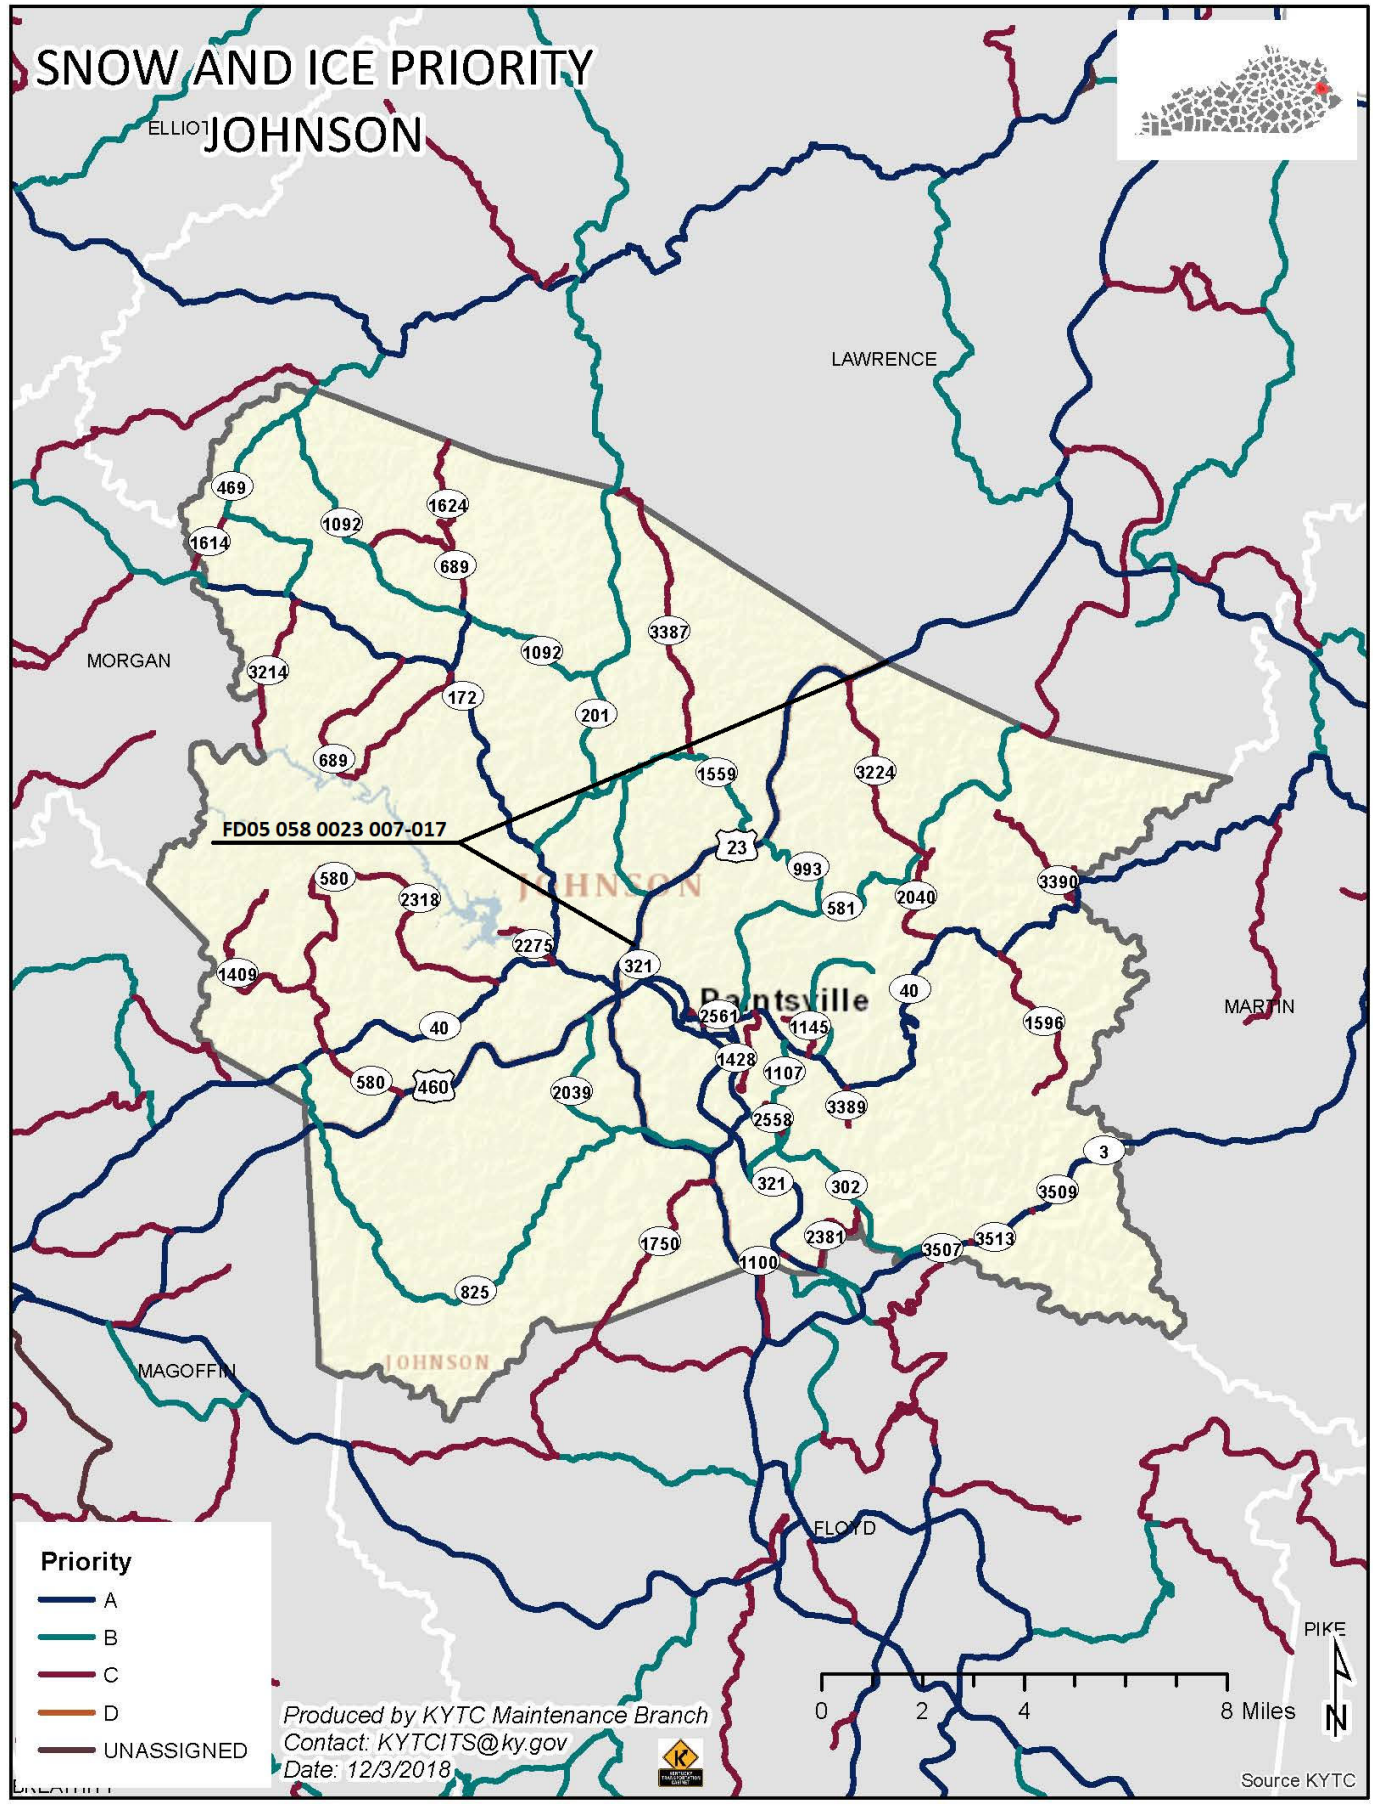 SNOW AND ICE PRIORITY
JOHNSON
ELLIOT
LAWRENCE
469
1624
1092
1614
689
3387
1092
MORGAN
3214
172
201
689
1559
3224
FD05 058 0023 007-017
23
993
580
JOHNSON
3390
2318
2040
581
2275
321
1409
40
Paintsville
MARTIN
2561
1596
1145
40
1428
1107
580
460
2039
3389
2558
3
321
302
3509
2381
3513
1750
3507
1100
825
JOHNSON
MAGOFFIN
FLOYD
Priority
A
B
C
D
UNASSIGNED
PIKE
0 2 4 8 Miles
N
Produced by KYTC Maintenance Branch
Contact: KYTCITS@ky.gov
Date: 12/3/2018
KENTUCKY
TRANSPORTATION
CABINET
Source KYTC